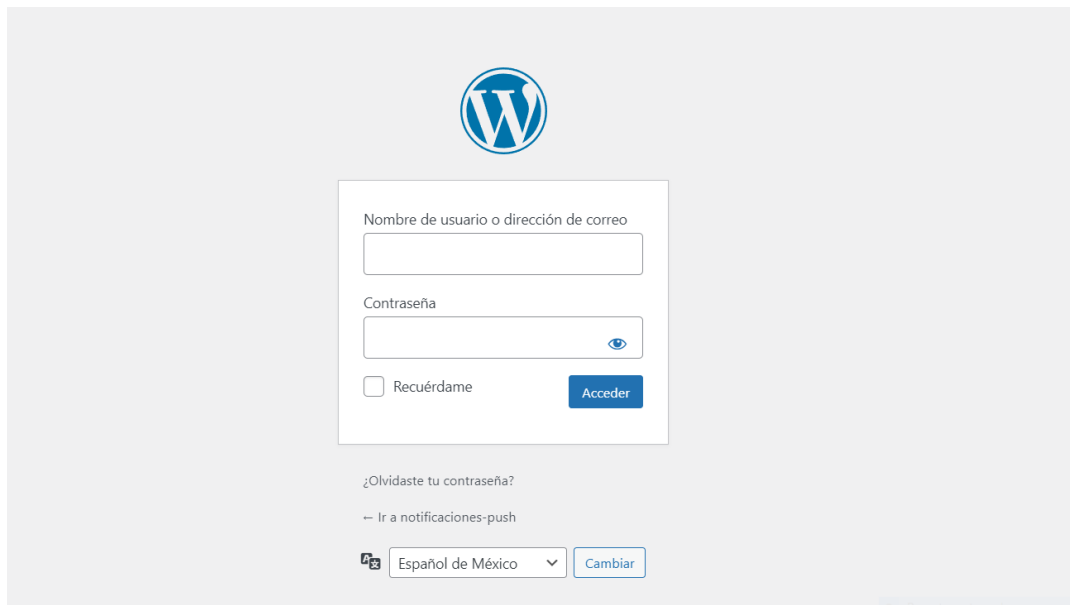 Nombre de usuario o dirección de correo
Contraseña
Recuérdame
Acceder
¿Olvidaste tu contraseña?
← Ir a notificaciones-push
Español de México
Cambiar